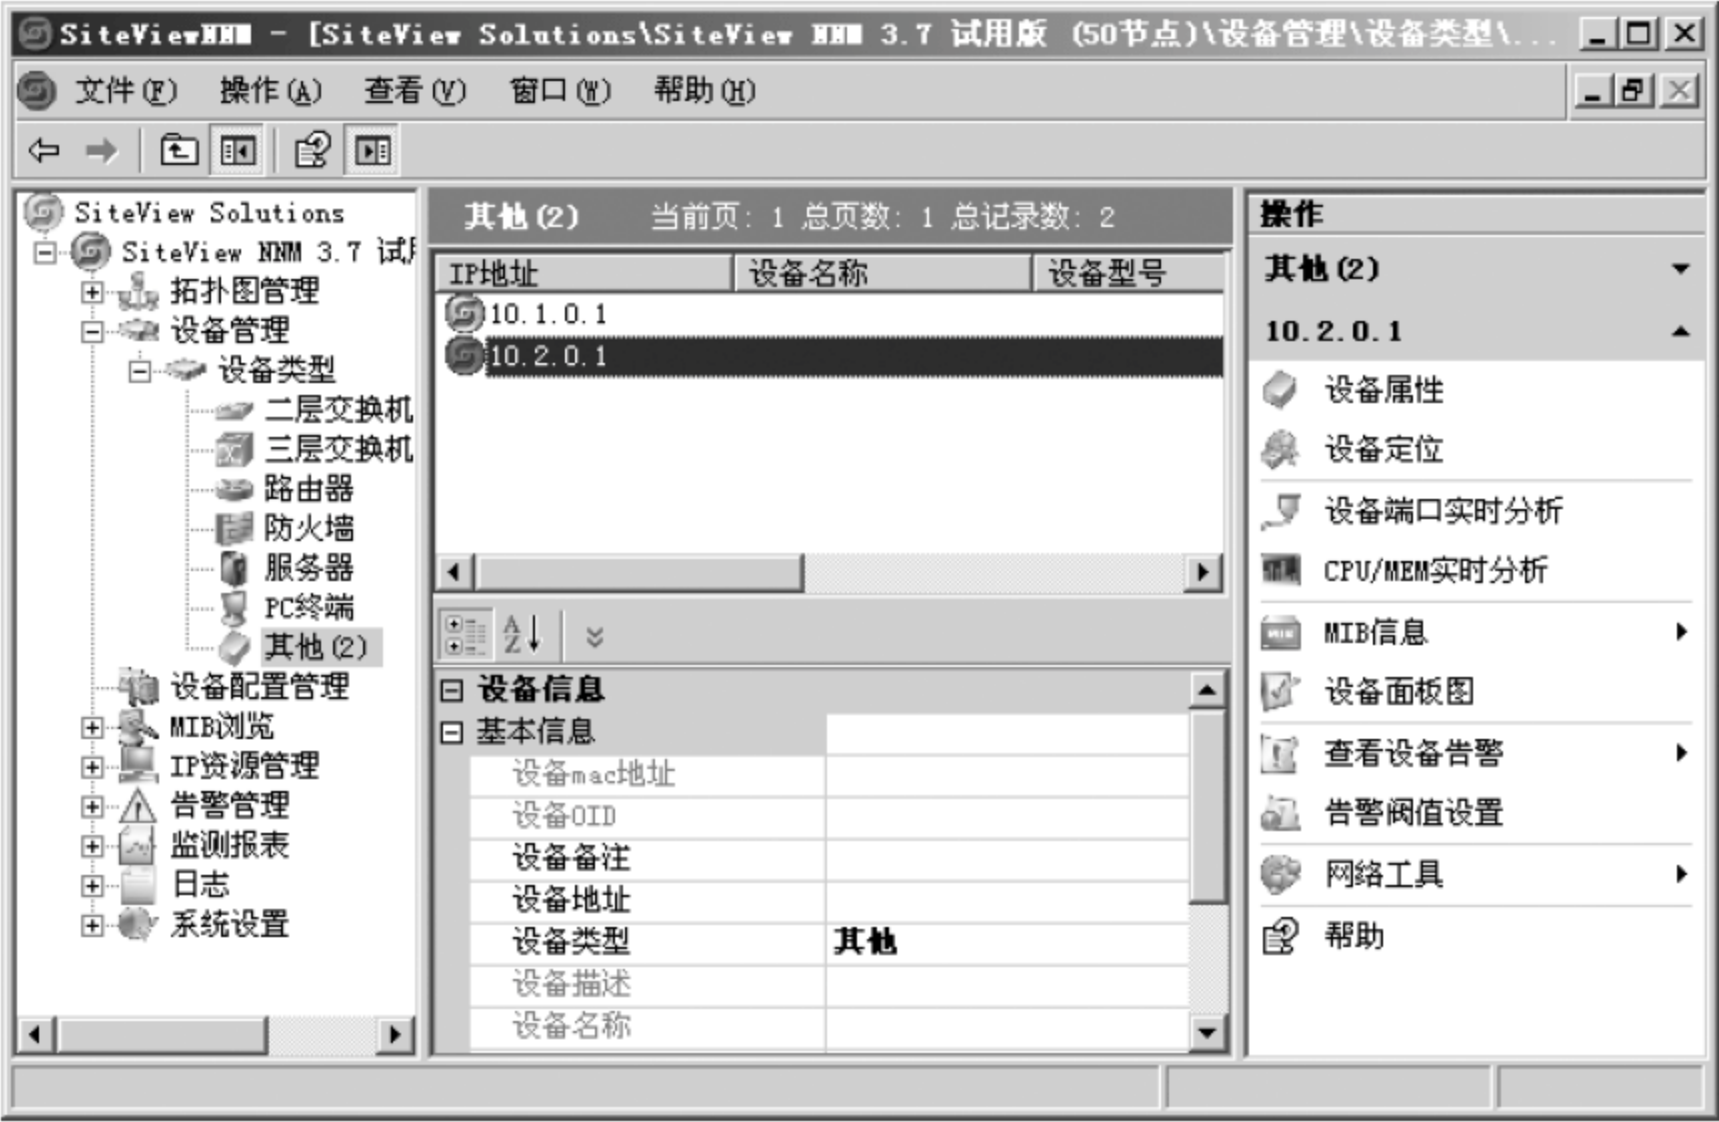 SiteViewNNM - [SiteView Solutions\SiteView NNM 3.7 试用版 (50节点)\设备管理\设备类型\...
文件(F) 操作(A) 查看(V) 窗口(W) 帮助(H)
SiteView Solutions
SiteView NNM 3.7 试用
拓扑图管理
设备管理
设备类型
二层交换机
三层交换机
路由器
防火墙
服务器
PC终端
其他(2)
设备配置管理
MIB浏览
IP资源管理
告警管理
监测报表
日志
系统设置
其他(2) 当前页: 1 总页数: 1 总记录数: 2
IP地址 设备名称 设备型号
10.1.0.1
10.2.0.1
设备信息
基本信息
设备mac地址
设备OID
设备备注
设备地址
设备类型 其他
设备描述
设备名称
操作
其他(2)
10.2.0.1
设备属性
设备定位
设备端口实时分析
CPU/MEM实时分析
MIB信息
设备面板图
查看设备告警
告警阀值设置
网络工具
帮助